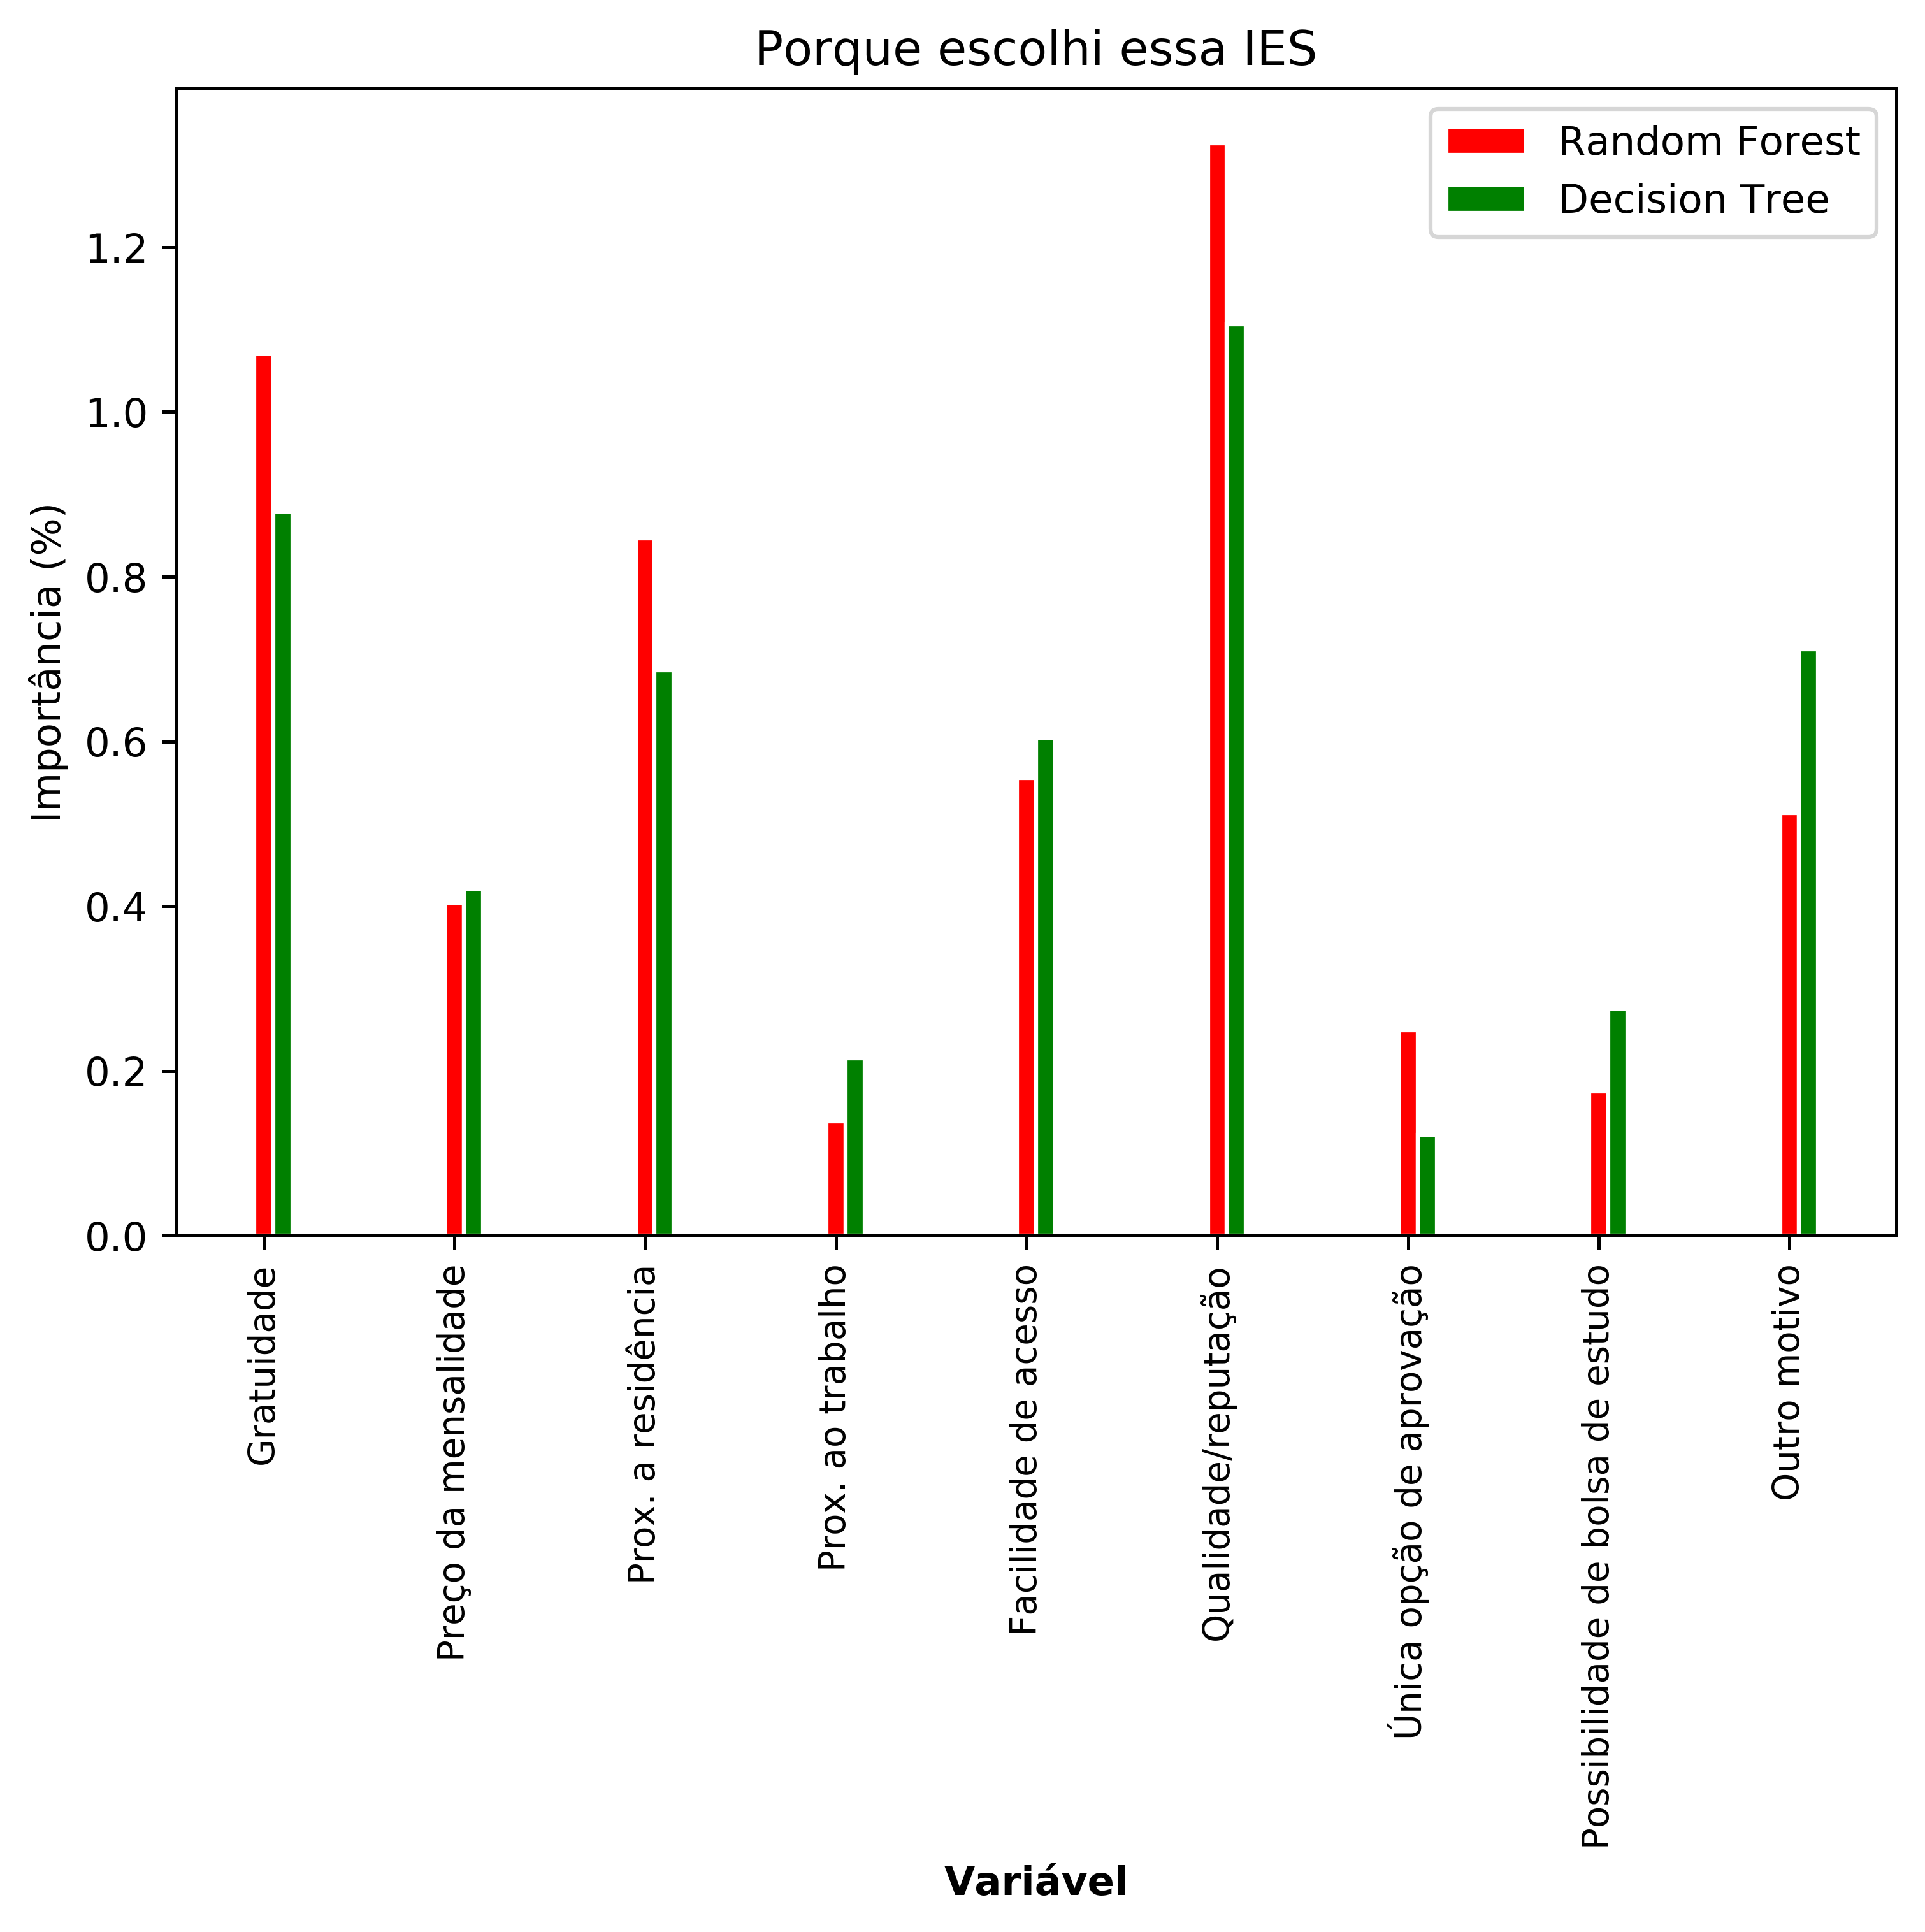 Porque escolhi essa IES
Random Forest
Decision Tree
Importância (%)
1.2
1.0
0.8
0.6
0.4
0.2
0.0
Gratuidade
Preço da mensalidade
Prox. a residência
Prox. ao trabalho
Facilidade de acesso
Qualidade/reputação
Única opção de aprovação
Possibilidade de bolsa de estudo
Outro motivo
Variável